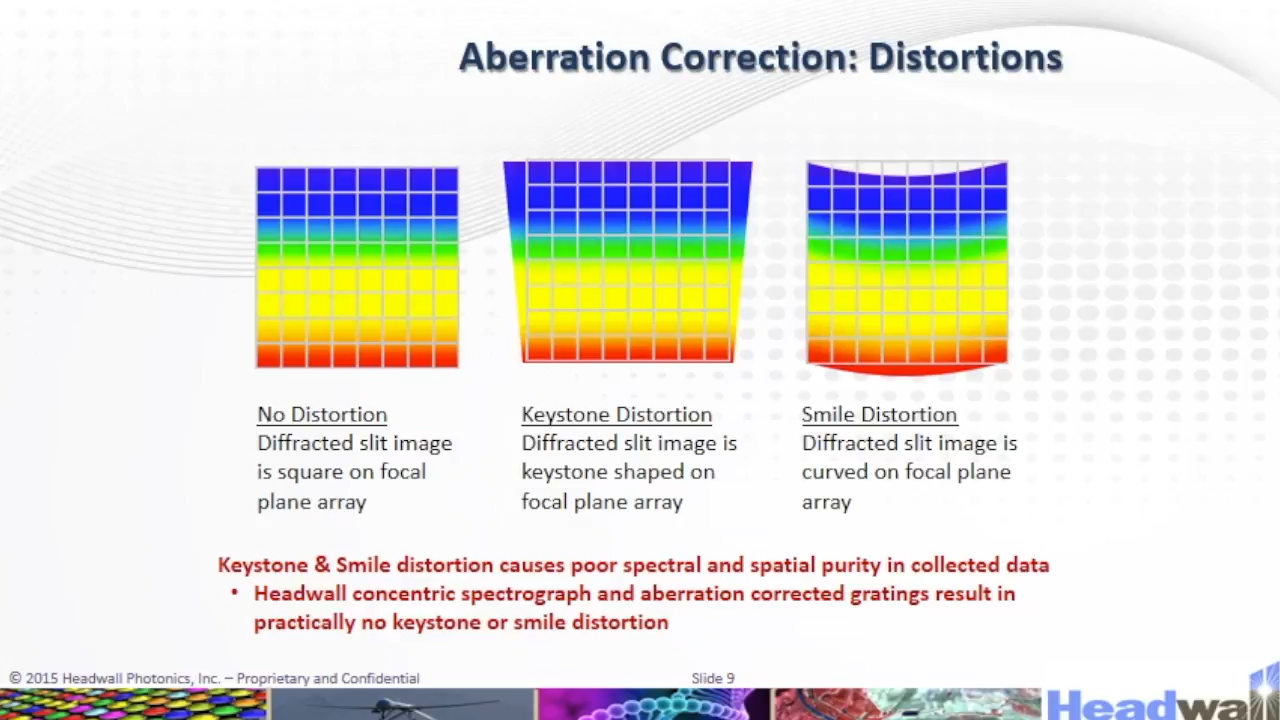 Aberration Correction: Distortions
No Distortion
Diffracted slit image
is square on focal
plane array
Keystone Distortion
Diffracted slit image is
keystone shaped on
focal plane array
Smile Distortion
Diffracted slit image is
curved on focal plane
array
Keystone & Smile distortion causes poor spectral and spatial purity in collected data
• Headwall concentric spectrograph and aberration corrected gratings result in
practically no keystone or smile distortion
© 2015 Headwall Photonics, Inc. – Proprietary and Confidential
Slide 9
Headwall